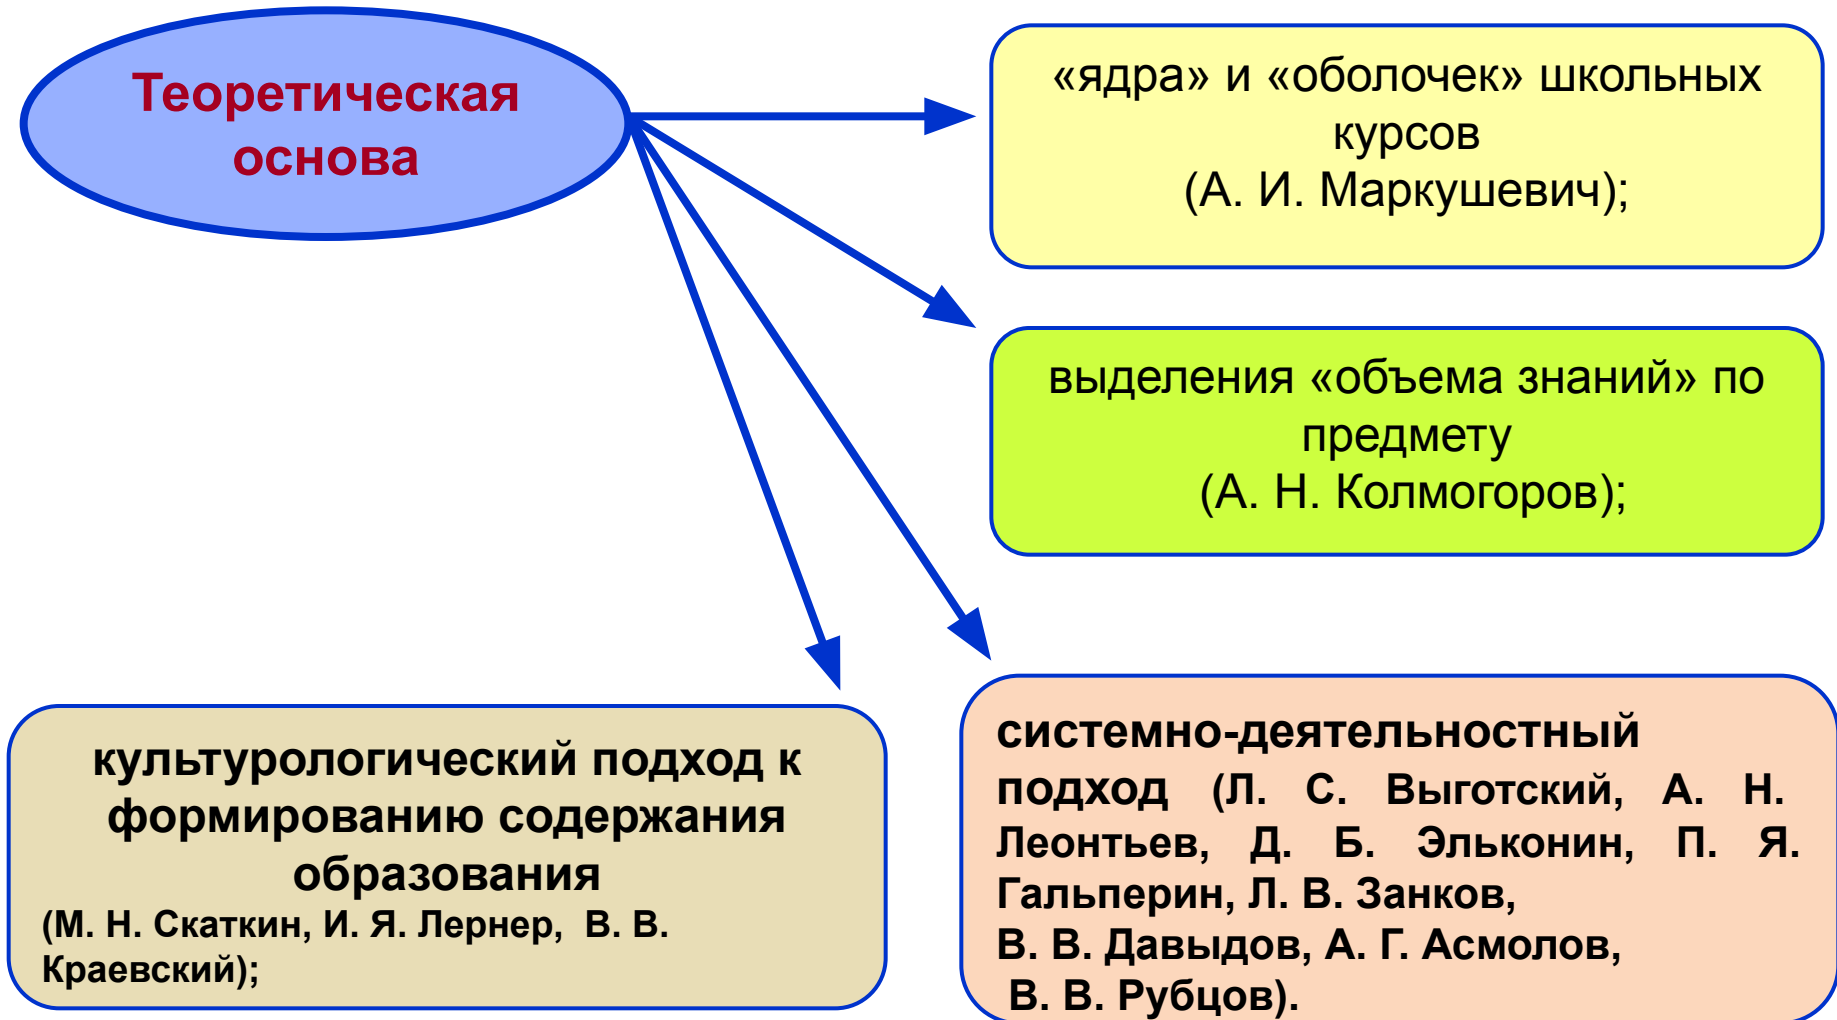 Теоретическая
основа
«ядра» и «оболочек» школьных
курсов
(А. И. Маркушевич);
выделения «объема знаний» по
предмету
(А. Н. Колмогоров);
культурологический подход к
формированию содержания
образования
(М. Н. Скаткин, И. Я. Лернер, В. В.
Краевский);
системно-деятельностный
подход (Л. С. Выготский, А. Н.
Леонтьев, Д. Б. Эльконин, П. Я.
Гальперин, Л. В. Занков,
В. В. Давыдов, А. Г. Асмолов,
В. В. Рубцов).